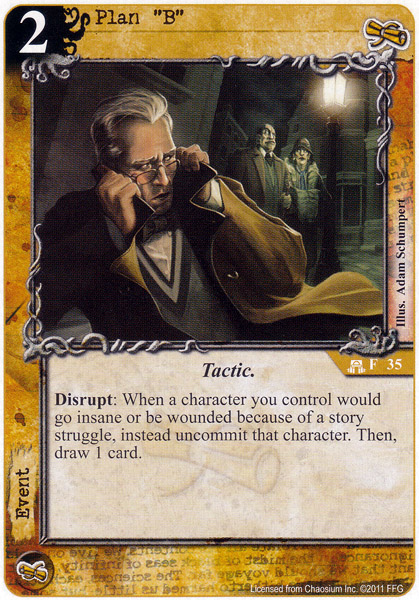 2
Plan "B"
Illus. Adam Schumpert
Tactic.
F 35
Disrupt: When a character you control would
go insane or be wounded because of a story
struggle, instead uncommit that character. Then,
draw 1 card.
Event
Licensed from Chaosium Inc. ©2011 FFG